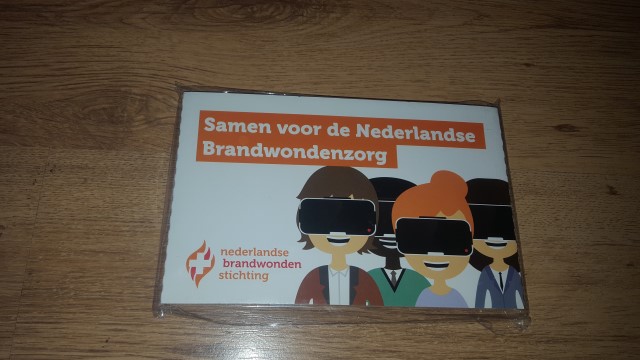 Samen voor de Nederlandse
Brandwondenzorg
nederlandse
brandwonden
stichting